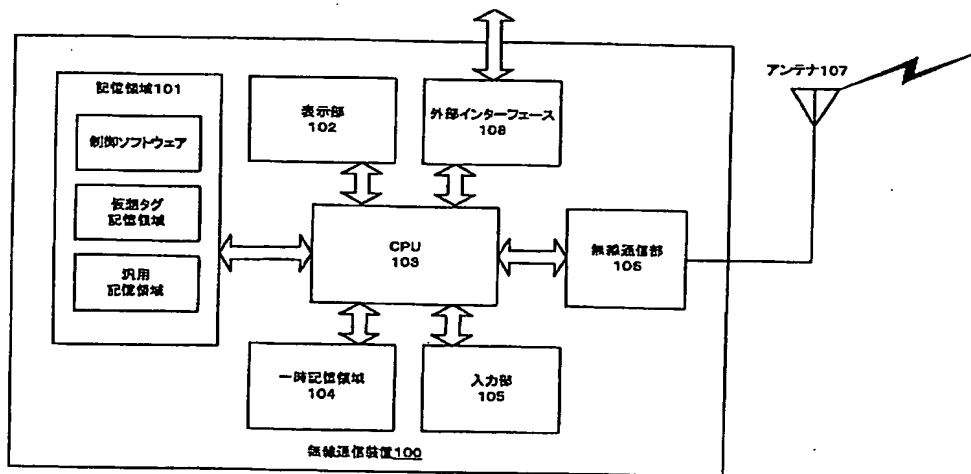 アンテナ107
記憶領域101
制御ソフトウェア
仮想タグ
記憶領域
汎用
記憶領域
表示部
102
外部インターフェース
108
CPU
103
無線通信部
106
一時記憶領域
104
入力部
105
無線通信装置100